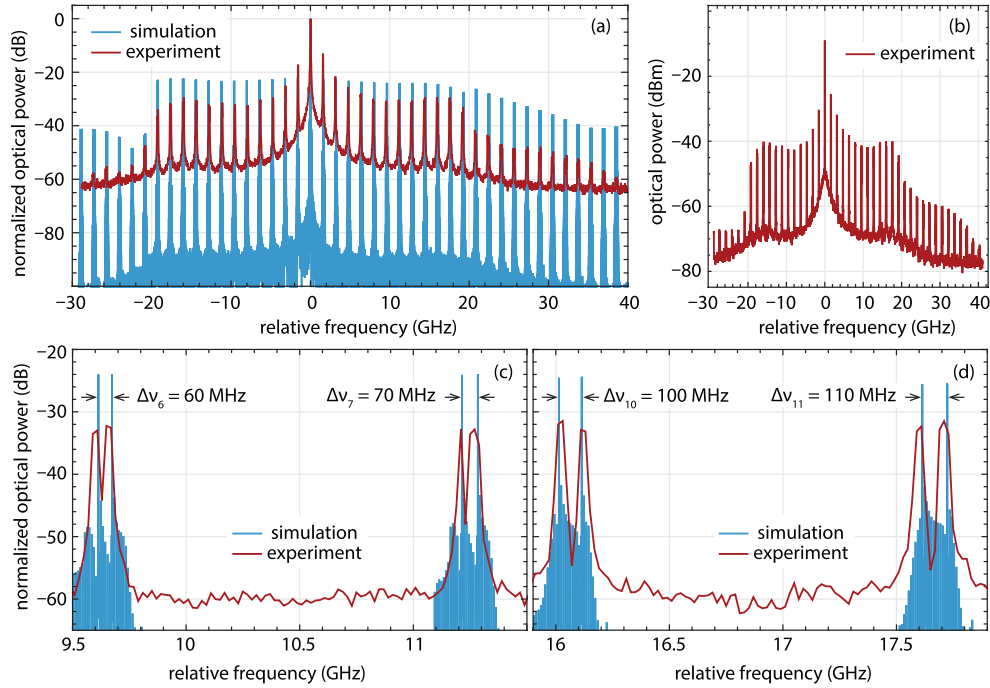 (a)
simulation
experiment
normalized optical power (dB)
0
−20
−40
−60
−80
−30 −20 −10 0 10 20 30 40
relative frequency (GHz)
(b)
experiment
optical power (dBm)
−20
−40
−60
−80
−30 −20 −10 0 10 20 30 40
relative frequency (GHz)
(c)
Δν6 = 60 MHz
Δν7 = 70 MHz
simulation
experiment
normalized optical power (dB)
−20
−30
−40
−50
−60
9.5 10 10.5 11
relative frequency (GHz)
(d)
Δν10 = 100 MHz
Δν11 = 110 MHz
simulation
experiment
16 16.5 17 17.5
relative frequency (GHz)